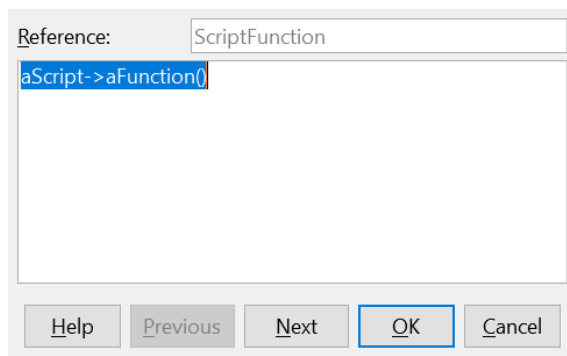 Reference: ScriptFunction
aScript->aFunction()
Help Previous Next OK Cancel